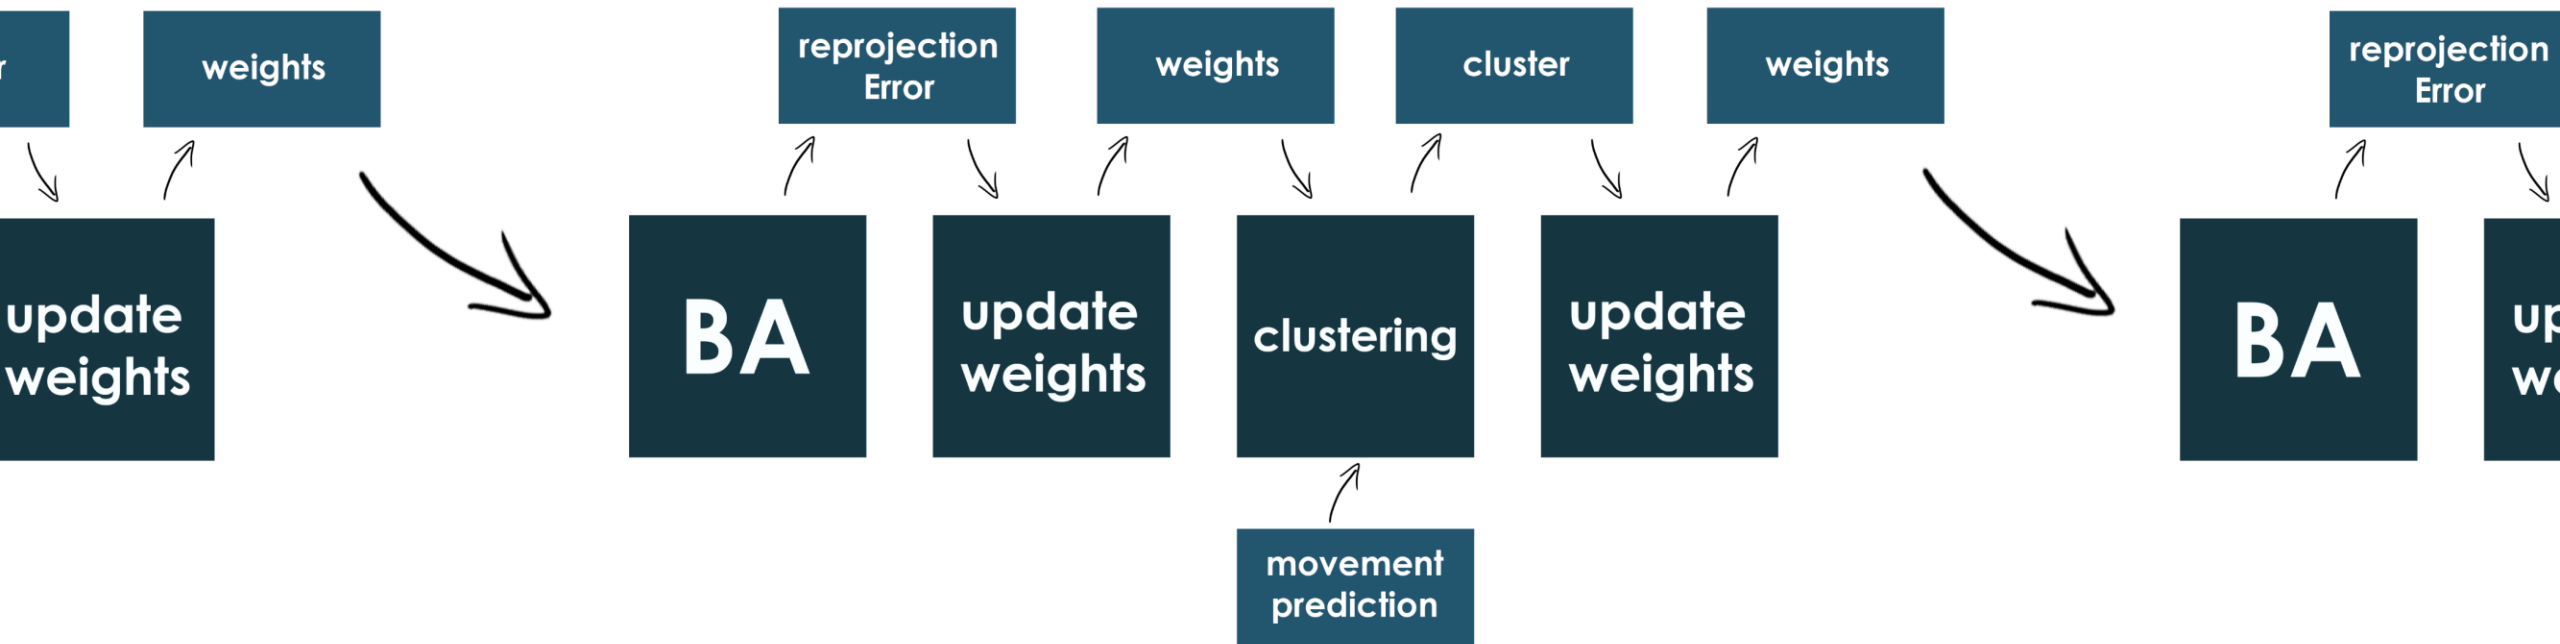 weights
reprojection
Error
weights
cluster
weights
reprojection
Error
update
weights
BA
update
weights
clustering
update
weights
BA
movement
prediction